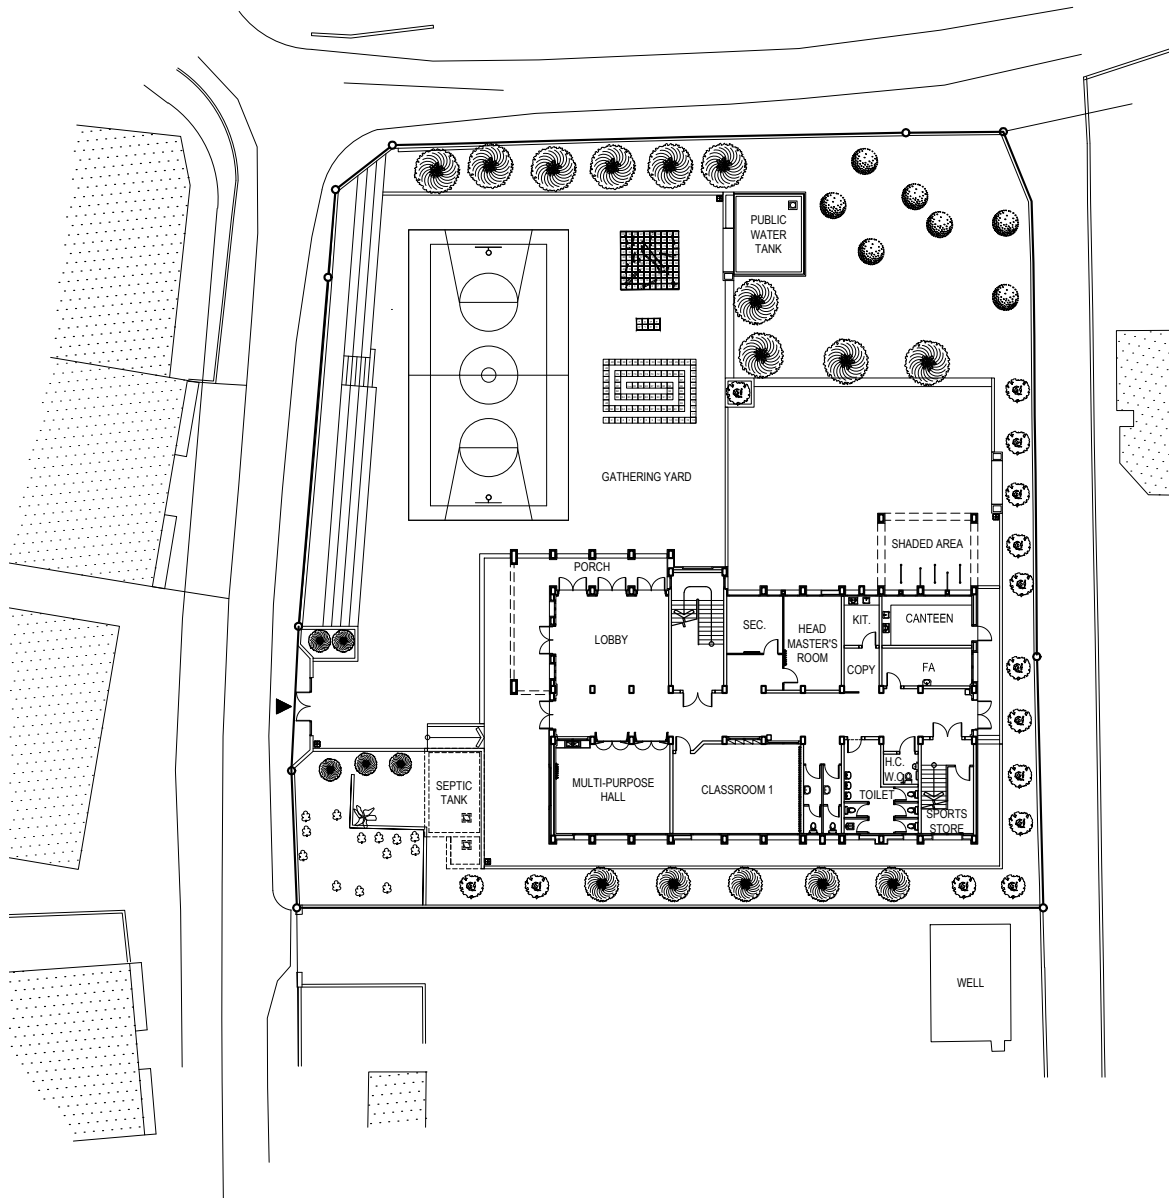 PUBLIC
WATER
TANK
GATHERING YARD
SHADED AREA
PORCH
LOBBY
SEC.
HEAD
MASTER'S
ROOM
KIT.
CANTEEN
COPY
FA
MULTI-PURPOSE
HALL
CLASSROOM 1
H.C.
W.O.
TOILET
SPORTS
STORE
SEPTIC
TANK
WELL